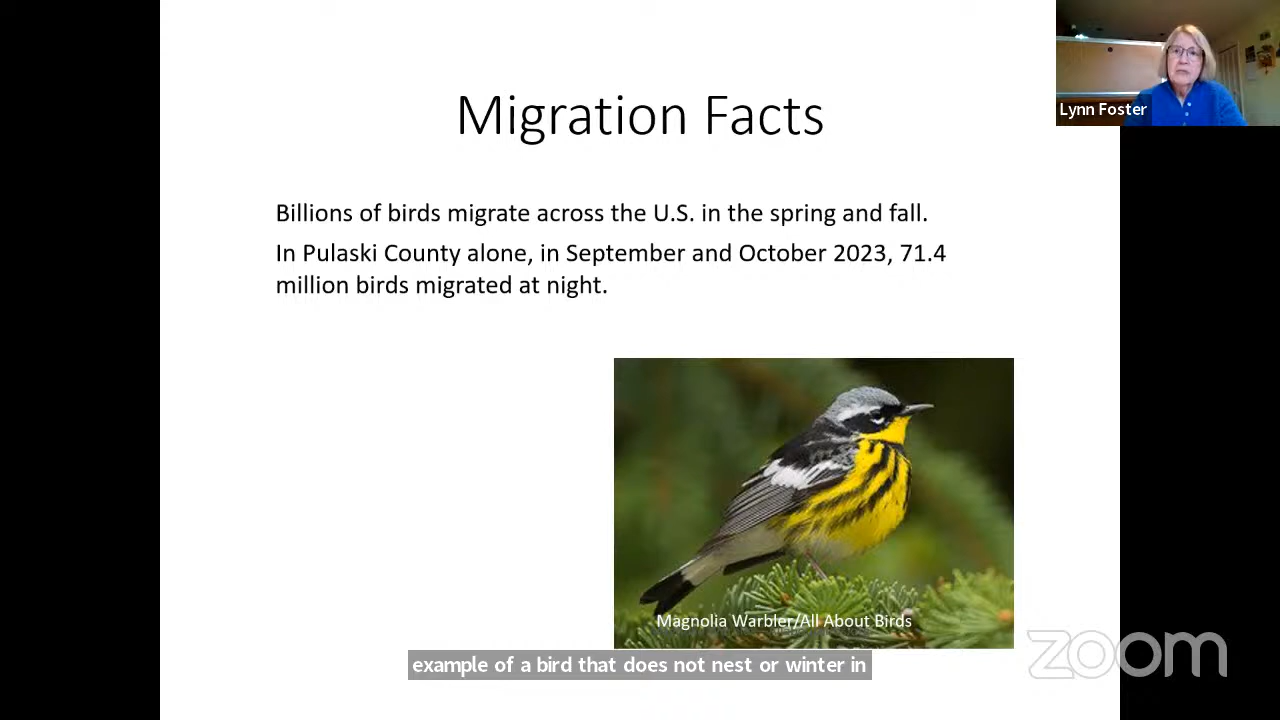 Migration Facts
Lynn Foster
Billions of birds migrate across the U.S. in the spring and fall.
In Pulaski County alone, in September and October 2023, 71.4
million birds migrated at night.
Magnolia Warbler/All About Birds
example of a bird that does not nest or winter in
zoom